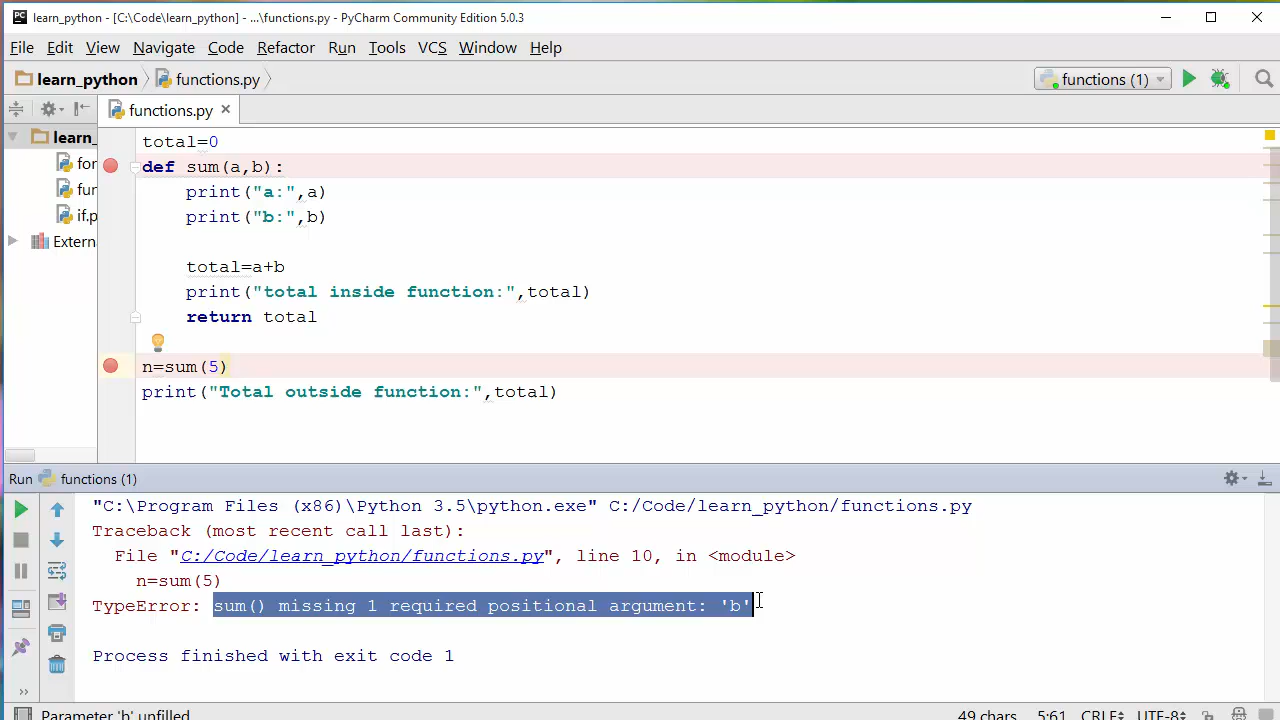 learn_python - [C:\Code\learn_python] - ...\functions.py - PyCharm Community Edition 5.0.3
File Edit View Navigate Code Refactor Run Tools VCS Window Help
learn_python functions.py functions (1)
functions.py
learn_
for
fun
if.p
Extern
total=0
def sum(a,b):
    print("a:",a)
    print("b:",b)
    total=a+b
    print("total inside function:",total)
    return total
n=sum(5)
print("Total outside function:",total)
Run functions (1)
"C:\Program Files (x86)\Python 3.5\python.exe" C:/Code/learn_python/functions.py
Traceback (most recent call last):
  File "C:/Code/learn_python/functions.py", line 10, in <module>
    n=sum(5)
TypeError: sum() missing 1 required positional argument: 'b'
Process finished with exit code 1
Parameter 'b' unfilled 49 chars 5:61 CRLF UTF-8